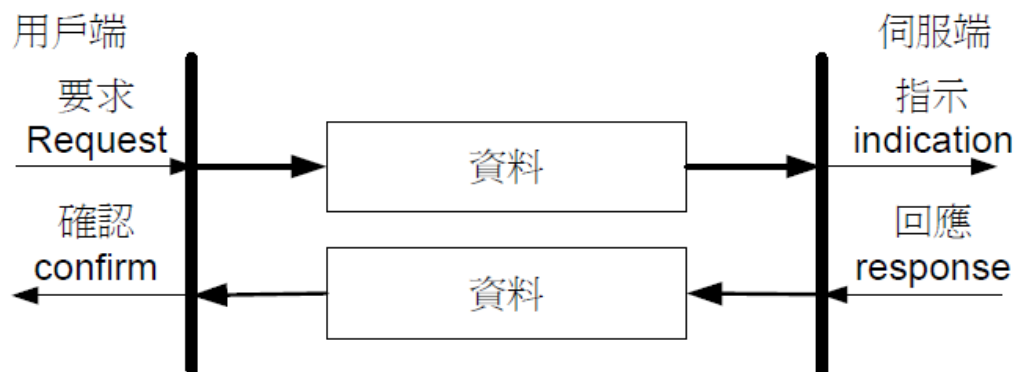 用戶端
伺服端
要求
Request
資料
指示
indication
確認
confirm
資料
回應
response